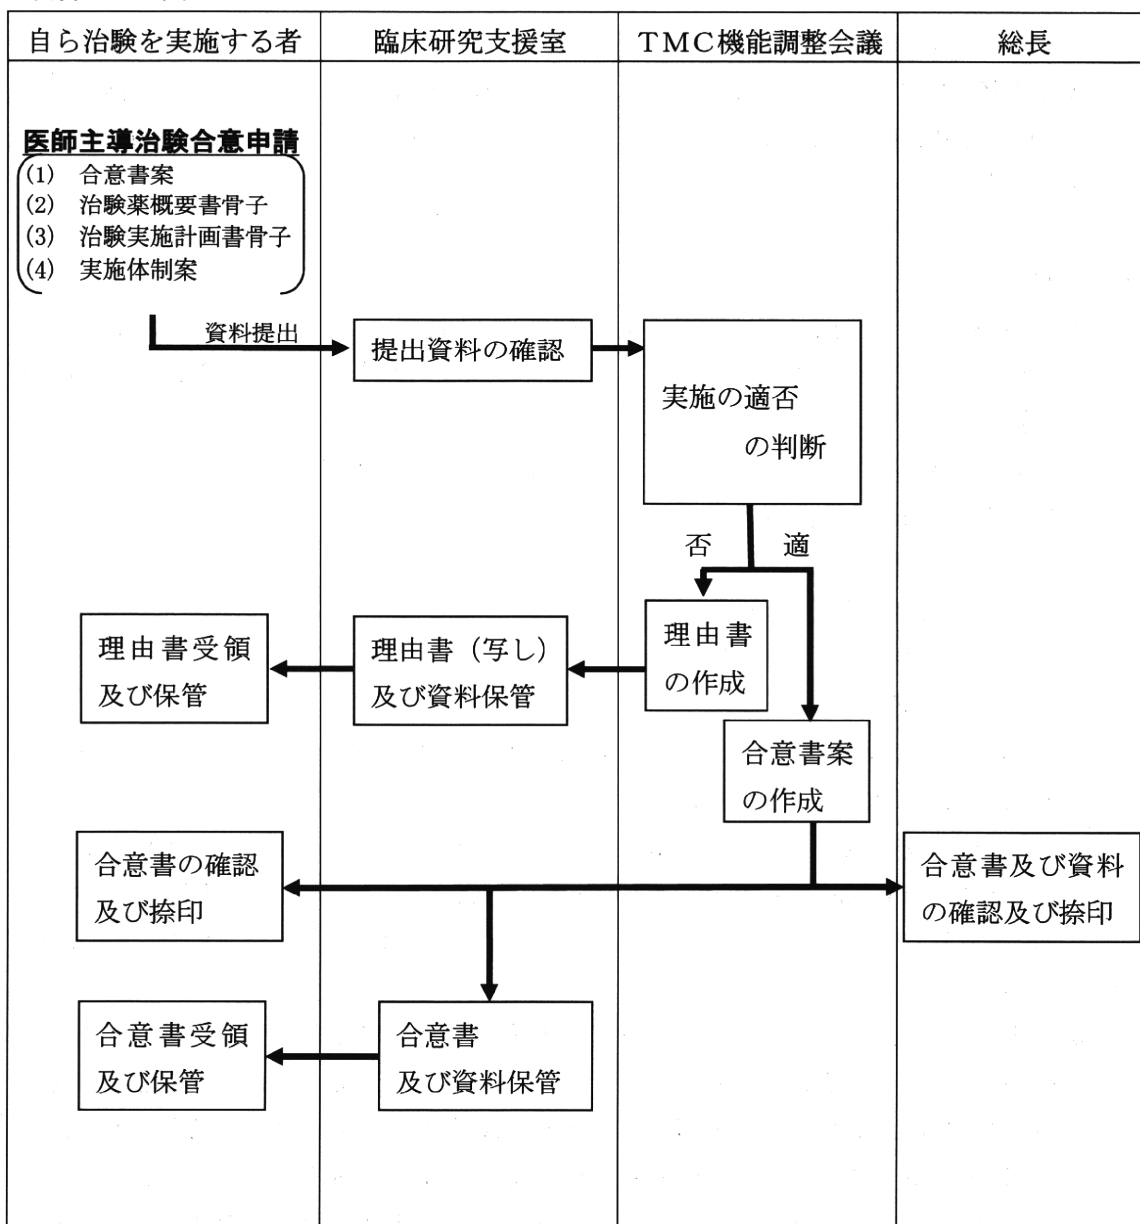 自ら治験を実施する者
臨床研究支援室
TMC機能調整会議
総長
医師主導治験合意申請
(1) 合意書案
(2) 治験薬概要書骨子
(3) 治験実施計画書骨子
(4) 実施体制案
資料提出
提出資料の確認
実施の適否
の判断
否
適
理由書受領
及び保管
理由書(写し)
及び資料保管
理由書
の作成
合意書案
の作成
合意書の確認
及び捺印
合意書及び資料
の確認及び捺印
合意書受領
及び保管
合意書
及び資料保管